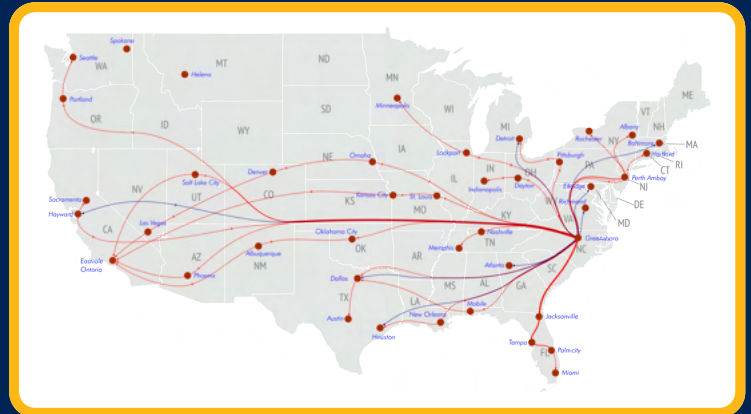 Spokane
Seattle
WA
MT
ND
Helena
MN
ME
Portland
Minneapolis
OR
ID
SD
WI
MI
VT
NH
NY
Albany
Rochester
MA
WY
Detroit
Baltimore
Hartford
RI
CT
Lockport
Pittsburgh
PA
Omaha
IA
NE
Denver
Salt Lake City
NV
UT
CO
IL
IN
OH
Indianapolis
Dayton
Elkridge
Perth Amboy
NJ
DE
MD
Sacramento
Hayward
Kansas City
St. Louis
KS
MO
KY
WV
VA
Richmond
CA
Las Vegas
Oklahoma City
OK
Nashville
Memphis
TN
Greensboro
NC
Eastvale
Ontario
AZ
Phoenix
Albuquerque
NM
AR
Atlanta
SC
Dallas
MS
AL
GA
TX
LA
Mobile
New Orleans
Austin
Houston
Jacksonville
Tampa
FL
Palm city
Miami